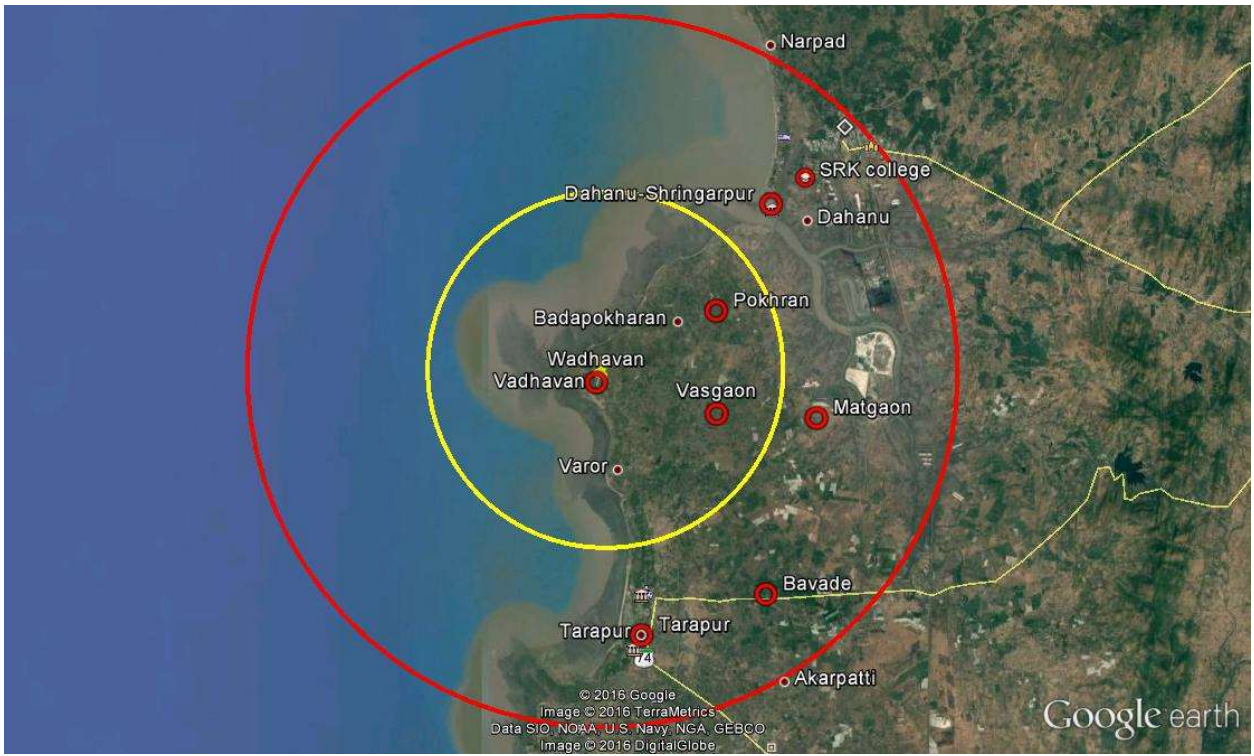 Narpad
SRK college
Dahanu-Shringarpur
Dahanu
Pokhran
Badapokharan
Wadhavan
Vadhavan
Vasgaon
Matgaon
Varor
Bavade
Tarapur
Tarapur
74
Akarpatti
© 2016 Google
Image © 2016 TerraMetrics
Data SIO, NOAA, U.S. Navy, NGA, GEBCO
Image © 2016 DigitalGlobe
Google earth